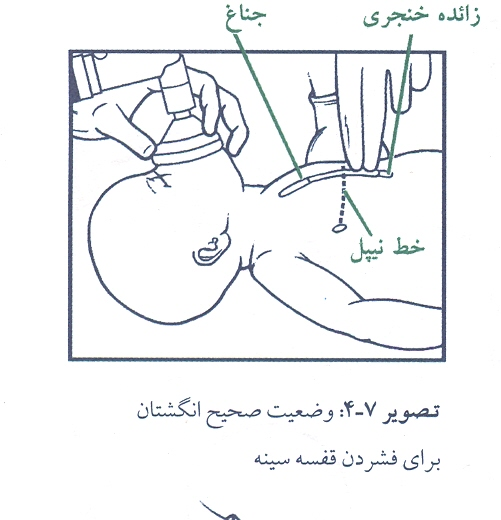 زائده خنجری
جناغ
خط نیپل
تصویر ۷-۴: وضعیت صحیح انگشتان
برای فشردن قفسه سینه